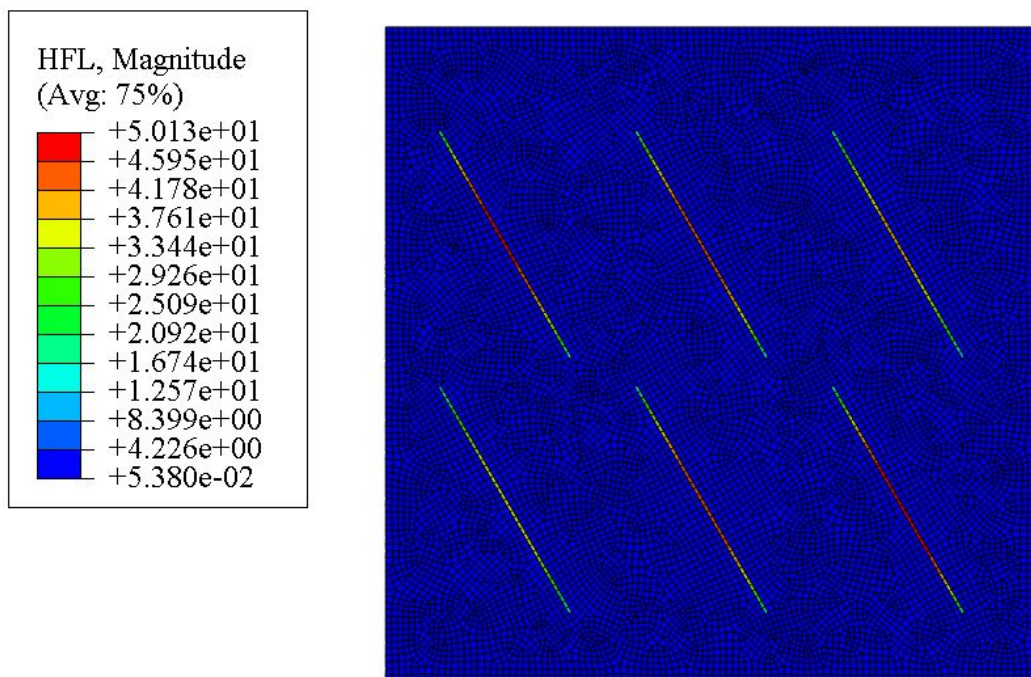 HFL, Magnitude
(Avg: 75%)
+5.013e+01
+4.595e+01
+4.178e+01
+3.761e+01
+3.344e+01
+2.926e+01
+2.509e+01
+2.092e+01
+1.674e+01
+1.257e+01
+8.399e+00
+4.226e+00
+5.380e-02